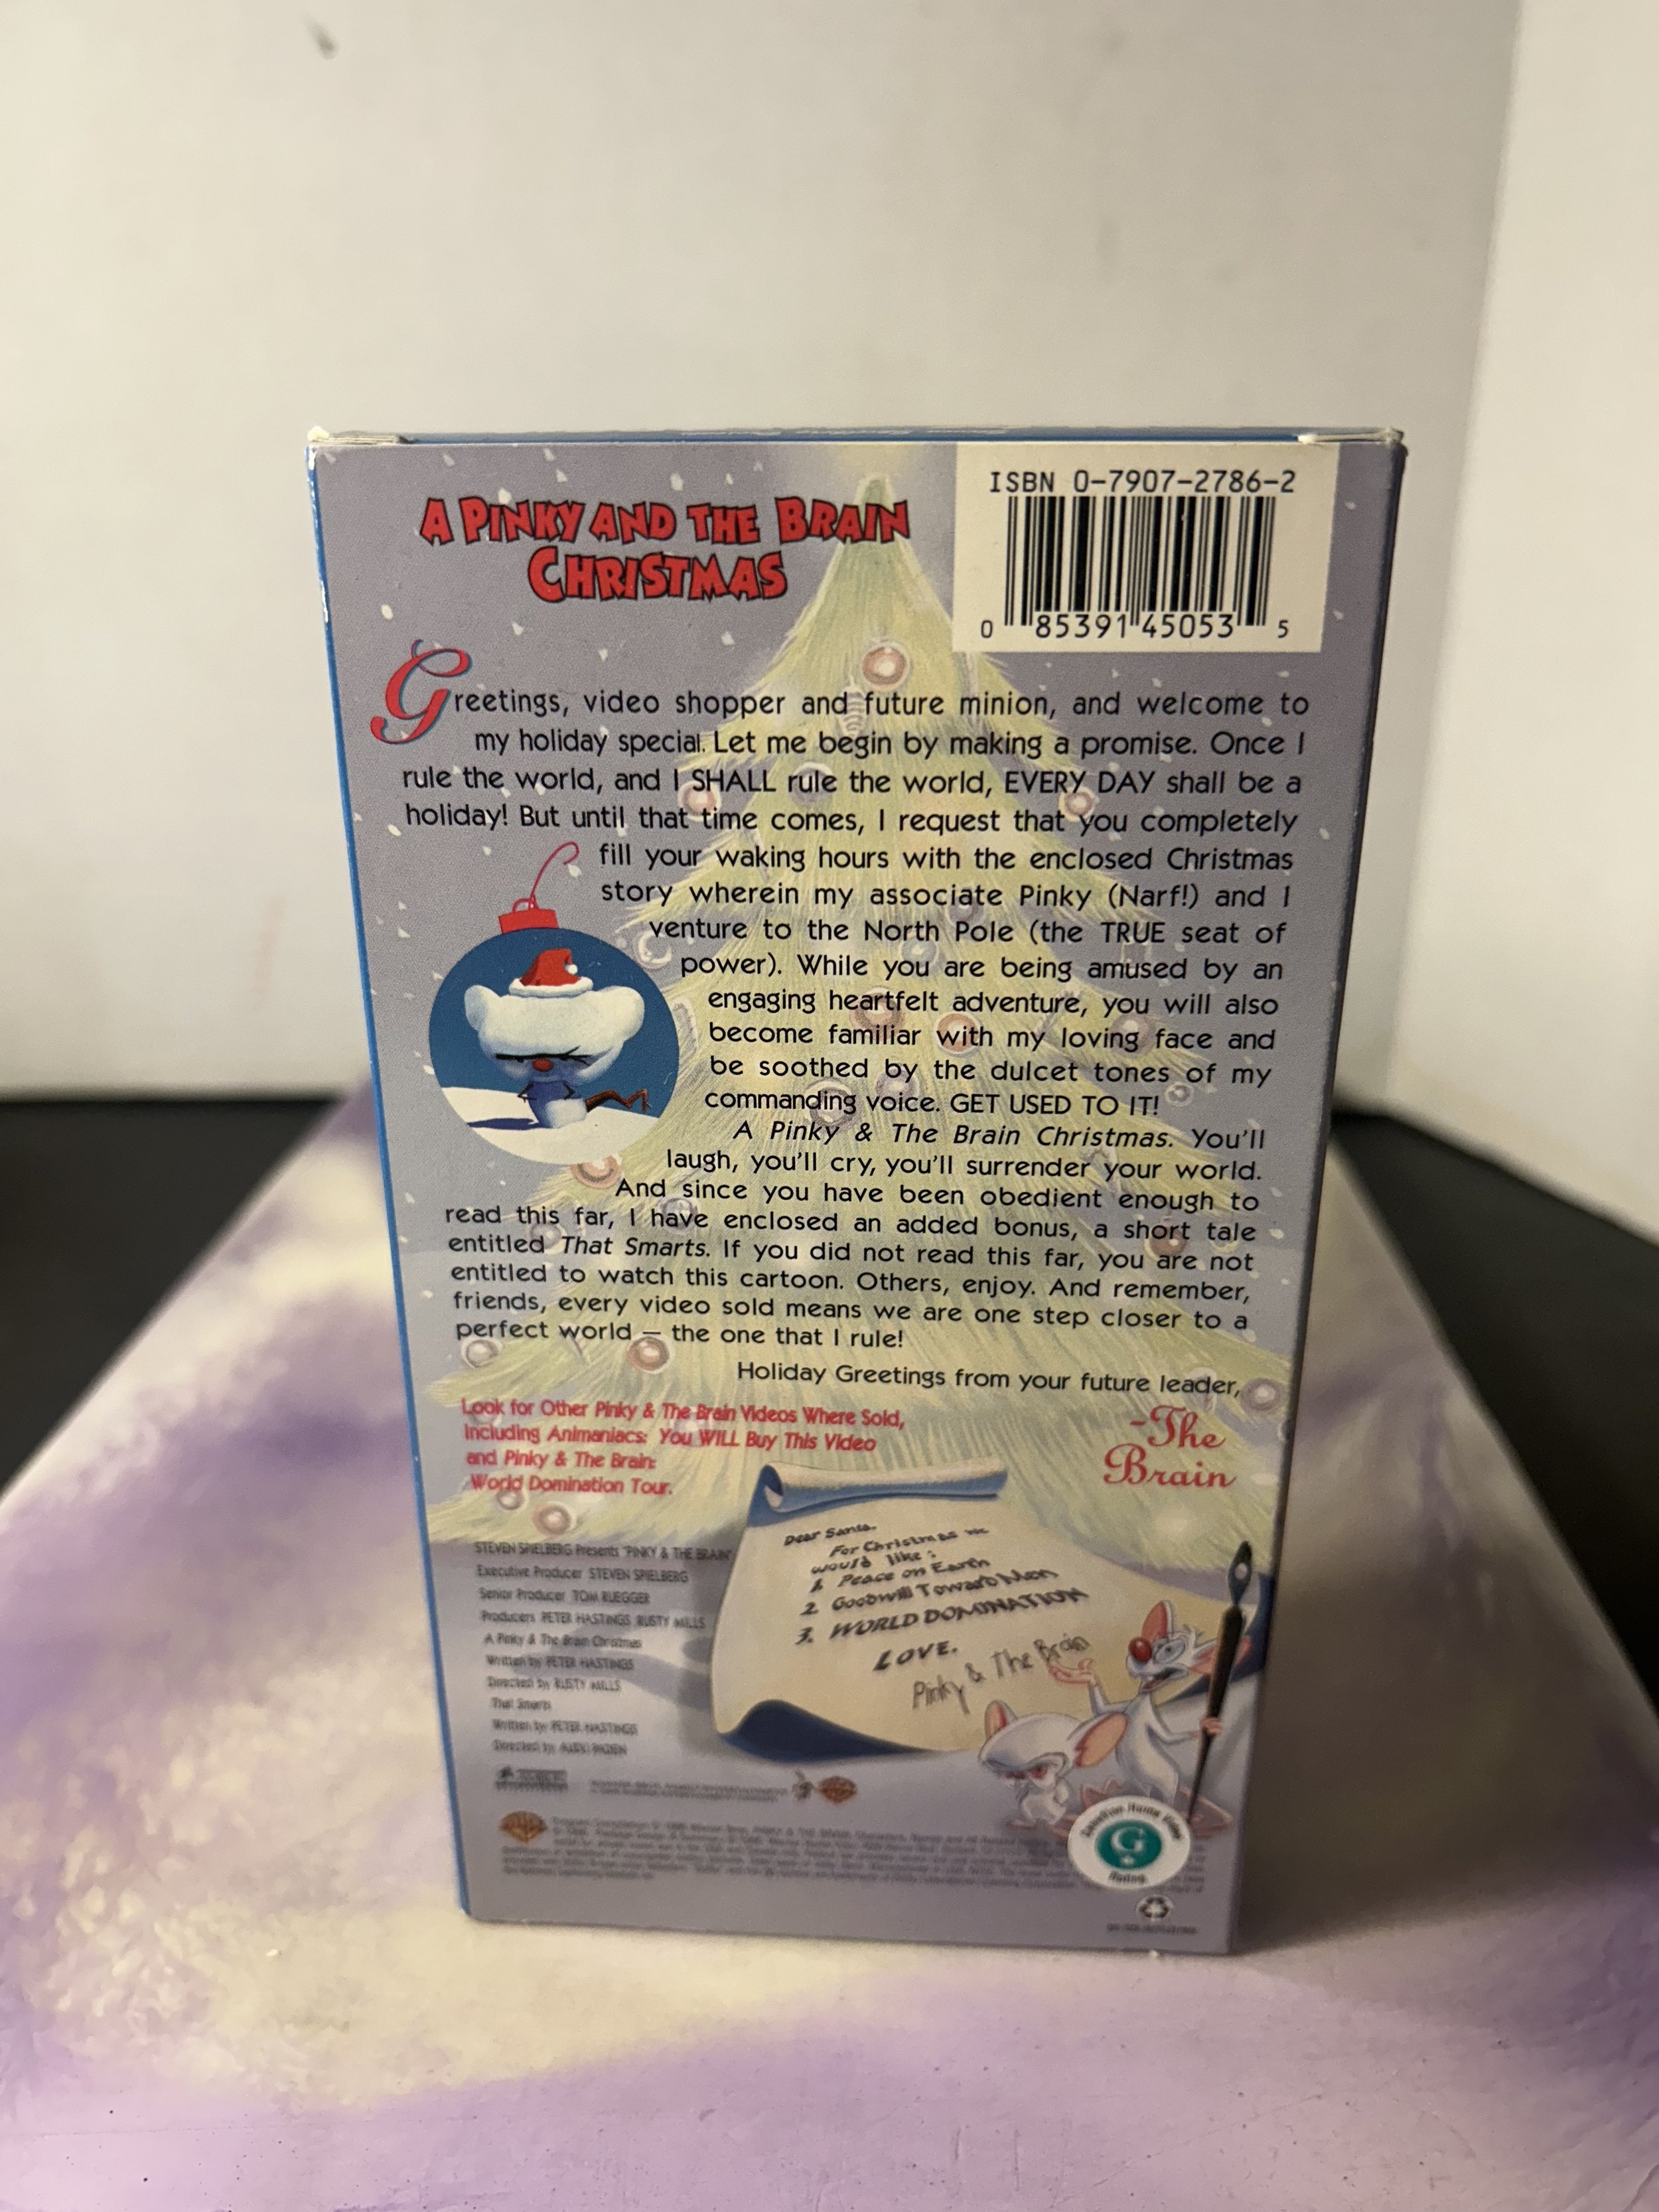 A PINKY AND THE BRAIN
CHRISTMAS
ISBN 0-7907-2786-2
0 85391 45053 5
Greetings, video shopper and future minion, and welcome to
my holiday special. Let me begin by making a promise. Once I
rule the world, and I SHALL rule the world, EVERY DAY shall be a
holiday! But until that time comes, I request that you completely
fill your waking hours with the enclosed Christmas
story wherein my associate Pinky (Narf!) and I
venture to the North Pole (the TRUE seat of
power). While you are being amused by an
engaging heartfelt adventure, you will also
become familiar with my loving face and
be soothed by the dulcet tones of my
commanding voice. GET USED TO IT!
A Pinky & The Brain Christmas. You'll
laugh, you'll cry, you'll surrender your world.
And since you have been obedient enough to
read this far, I have enclosed an added bonus, a short tale
entitled That Smarts. If you did not read this far, you are not
entitled to watch this cartoon. Others, enjoy. And remember,
friends, every video sold means we are one step closer to a
perfect world – the one that I rule!
Holiday Greetings from your future leader,
-The
Brain
Look for Other Pinky & The Brain Videos Where Sold,
Including Animaniacs: You WILL Buy This Video
and Pinky & The Brain:
World Domination Tour.
Dear Santa,
For Christmas we
would like:
1. Peace on Earth
2. Goodwill Toward Men
3. WORLD DOMINATION
LOVE,
Pinky & The Brain
STEVEN SPIELBERG Presents "PINKY & THE BRAIN"
Executive Producer STEVEN SPIELBERG
Senior Producer TOM RUEGGER
Producers PETER HASTINGS RUSTY MILLS
A Pinky & The Brain Christmas
Written by PETER HASTINGS
Directed by RUSTY MILLS
That Smarts
Written by PETER HASTINGS
Directed by
Canadian Home Video
G
Rating